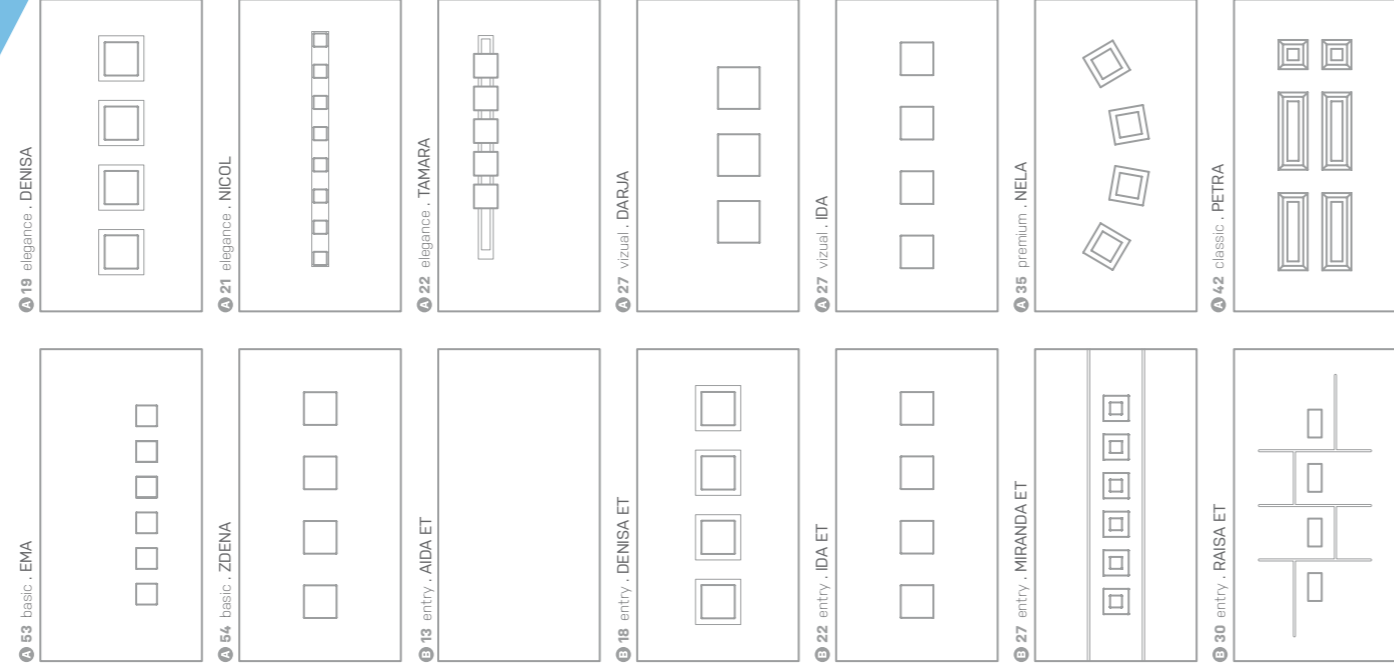 A 19 elegance . DENISA
A 21 elegance . NICOL
A 22 elegance . TAMARA
A 27 vizual . DARJA
A 27 vizual . IDA
A 35 premium . NELA
A 42 classic . PETRA
A 53 basic . EMA
A 54 basic . ZDENA
B 13 entry . AIDA ET
B 18 entry . DENISA ET
B 22 entry . IDA ET
B 27 entry . MIRANDA ET
B 30 entry . RAISA ET